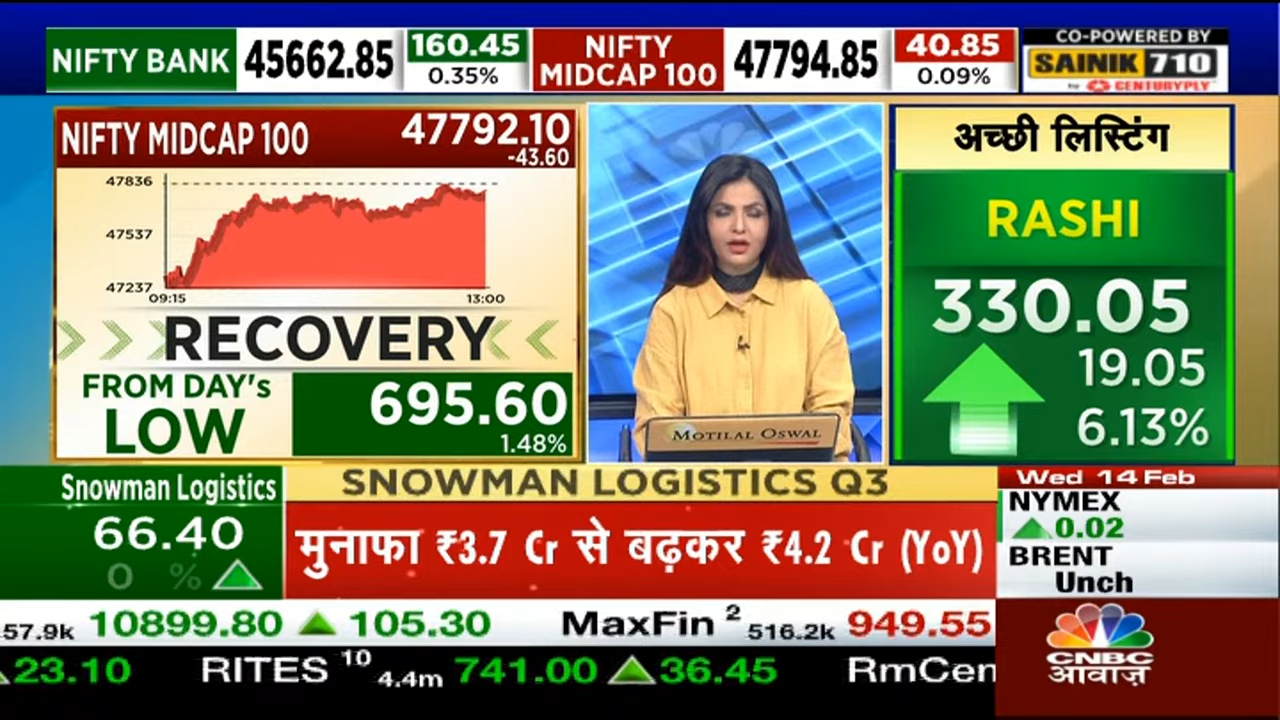 NIFTY BANK 45662.85 160.45 0.35%
NIFTY MIDCAP 100 47794.85 40.85 0.09%
CO-POWERED BY
SAINIK 710
by CENTURYPLY
NIFTY MIDCAP 100 47792.10
-43.60
47836
47537
47237
09:15 13:00
RECOVERY
FROM DAY's
LOW
695.60
1.48%
MOTILAL OSWAL
अच्छी लिस्टिंग
RASHI
330.05
19.05
6.13%
Snowman Logistics
66.40
0 %
SNOWMAN LOGISTICS Q3
मुनाफा ₹3.7 Cr से बढ़कर ₹4.2 Cr (YoY)
Wed 14 Feb
NYMEX
0.02
BRENT
Unch
57.9k 10899.80 105.30 MaxFin 2 516.2k 949.55
23.10 RITES 10 4.4m 741.00 36.45 RmCen
CNBC
आवाज़